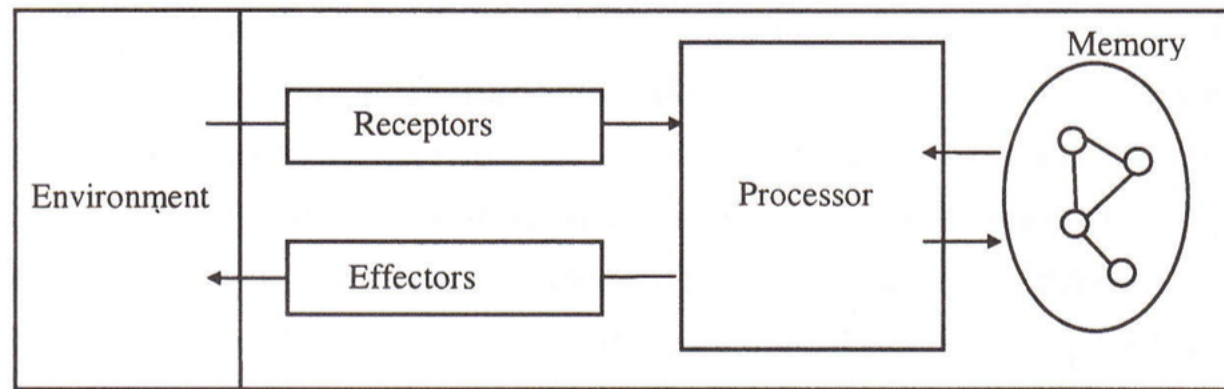 Memory
Receptors
Environment
Processor
Effectors